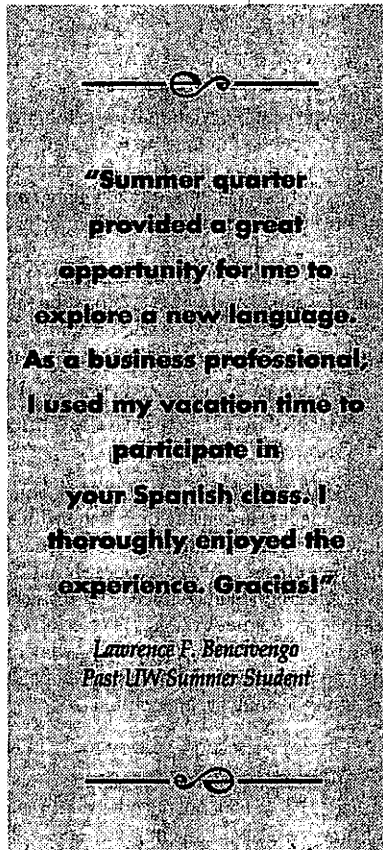 "Summer quarter
provided a great
opportunity for me to
explore a new language.
As a business professional,
I used my vacation time to
participate in
your Spanish class. I
thoroughly enjoyed the
experience. Gracias!"
Lawrence F. Bencivengo
Past UW Summer Student